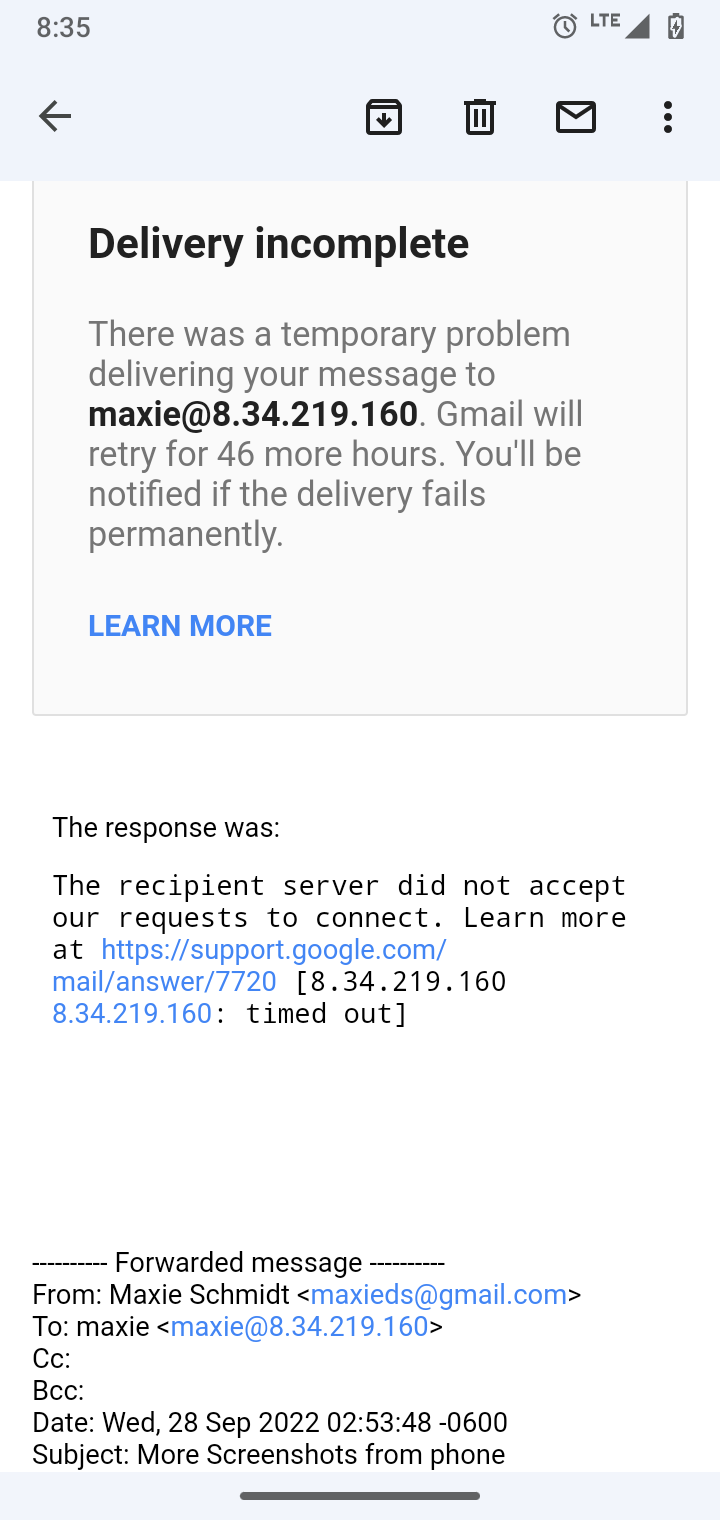 8:35
LTE
Delivery incomplete
There was a temporary problem
delivering your message to
maxie@8.34.219.160. Gmail will
retry for 46 more hours. You'll be
notified if the delivery fails
permanently.
LEARN MORE
The response was:
The recipient server did not accept
our requests to connect. Learn more
at https://support.google.com/
mail/answer/7720 [8.34.219.160
8.34.219.160: timed out]
---------- Forwarded message ----------
From: Maxie Schmidt <maxieds@gmail.com>
To: maxie <maxie@8.34.219.160>
Cc:
Bcc:
Date: Wed, 28 Sep 2022 02:53:48 -0600
Subject: More Screenshots from phone